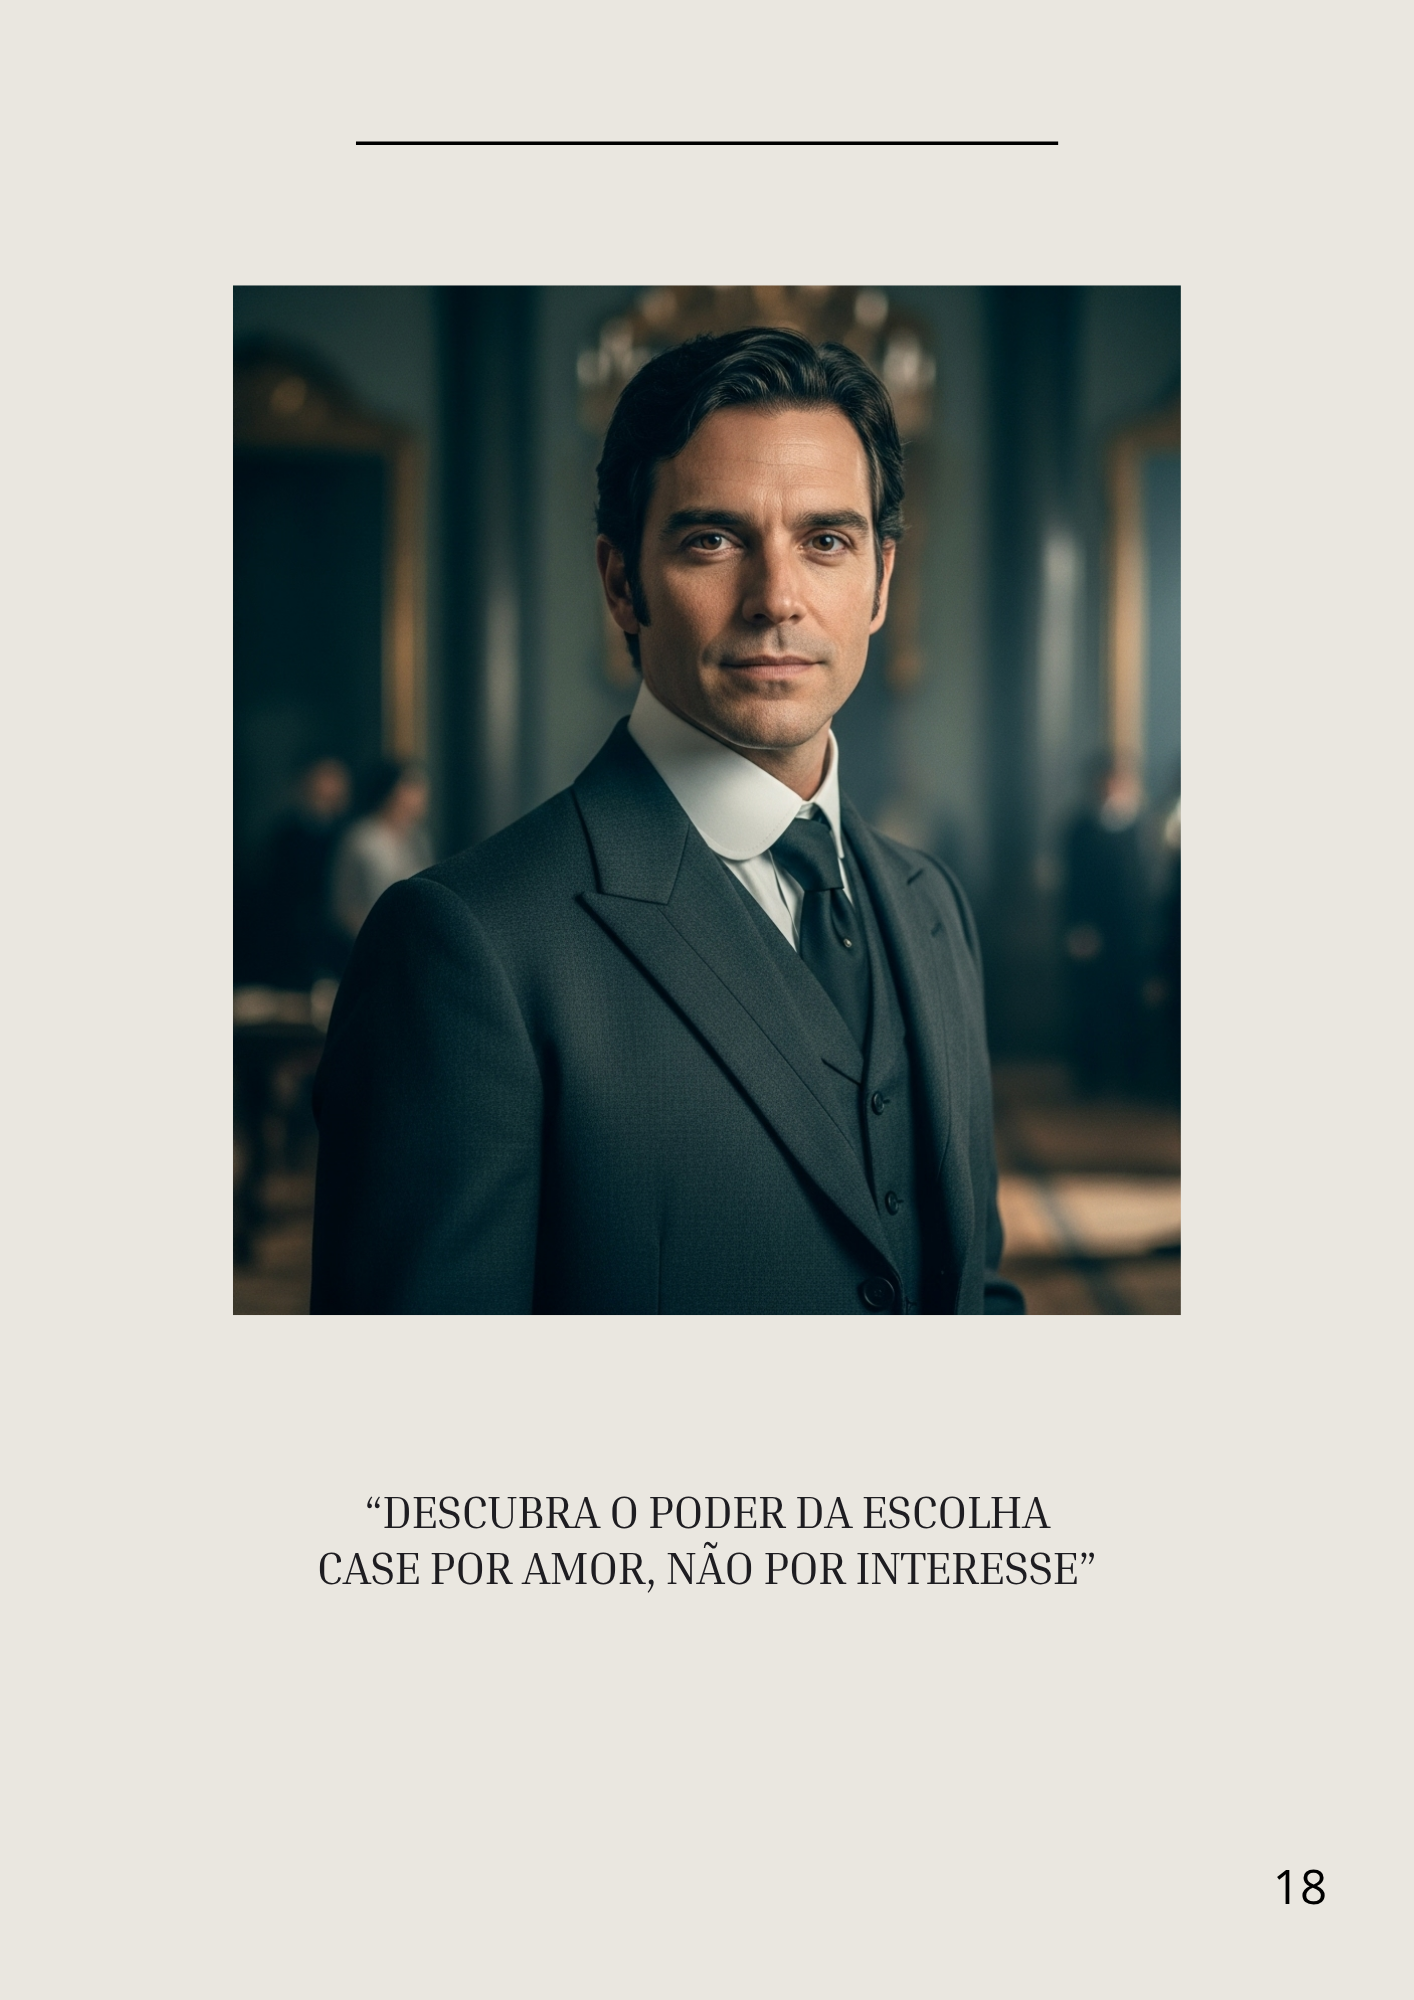 “DESCUBRA O PODER DA ESCOLHA
CASE POR AMOR, NÃO POR INTERESSE”
18